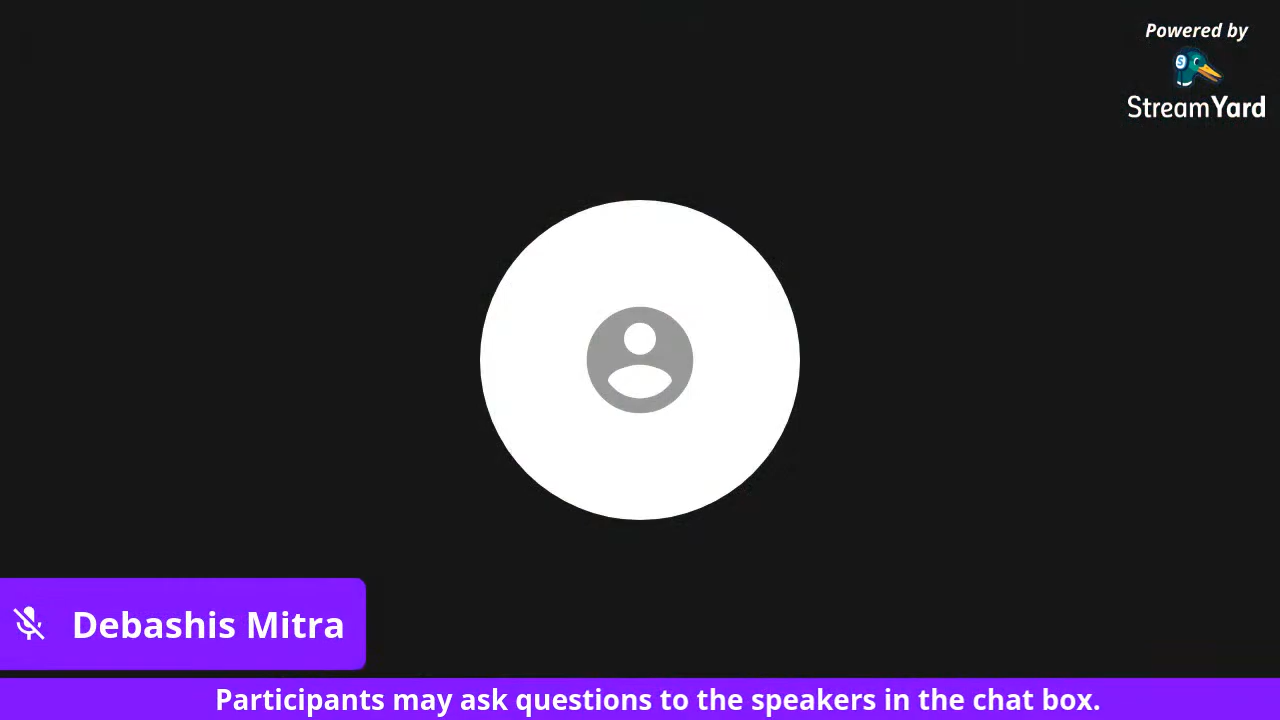 Powered by
S
StreamYard
Debashis Mitra
Participants may ask questions to the speakers in the chat box.